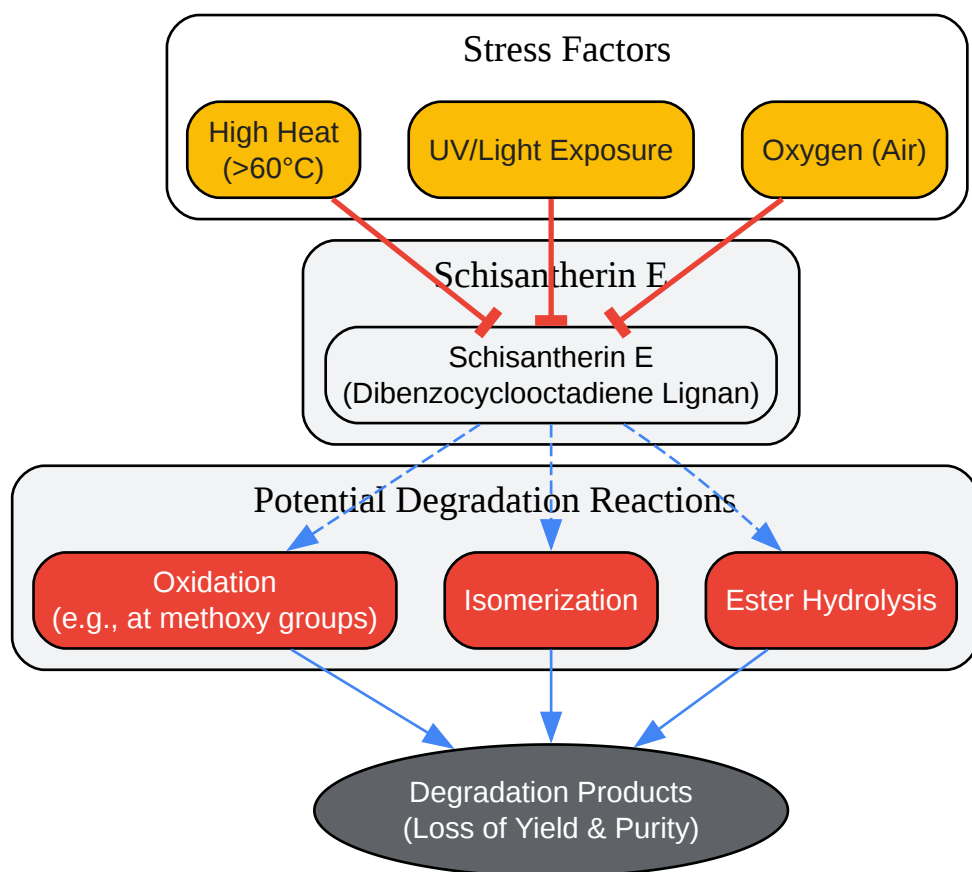 Stress Factors
High Heat
(>60°C)
UV/Light Exposure
Oxygen (Air)
Schisantherin E
Schisantherin E
(Dibenzocyclooctadiene Lignan)
Potential Degradation Reactions
Oxidation
(e.g., at methoxy groups)
Isomerization
Ester Hydrolysis
Degradation Products
(Loss of Yield & Purity)